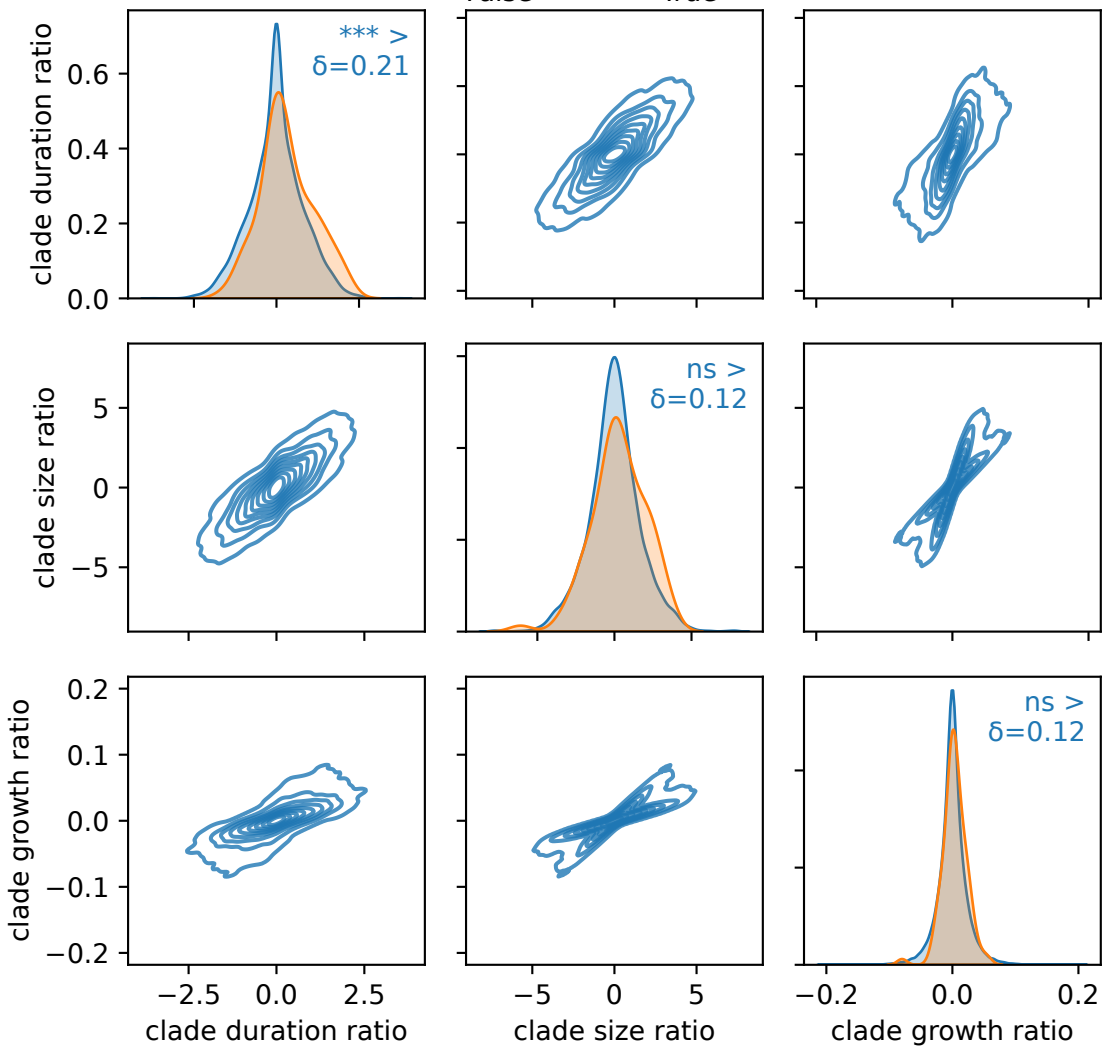 clade duration ratio
0.6
0.4
0.2
0.0
*** >
δ=0.21
clade size ratio
5
0
−5
ns >
δ=0.12
clade growth ratio
0.2
0.1
0.0
−0.1
−0.2
ns >
δ=0.12
−2.5 0.0 2.5
−5 0 5
−0.2 0.0 0.2
clade duration ratio
clade size ratio
clade growth ratio